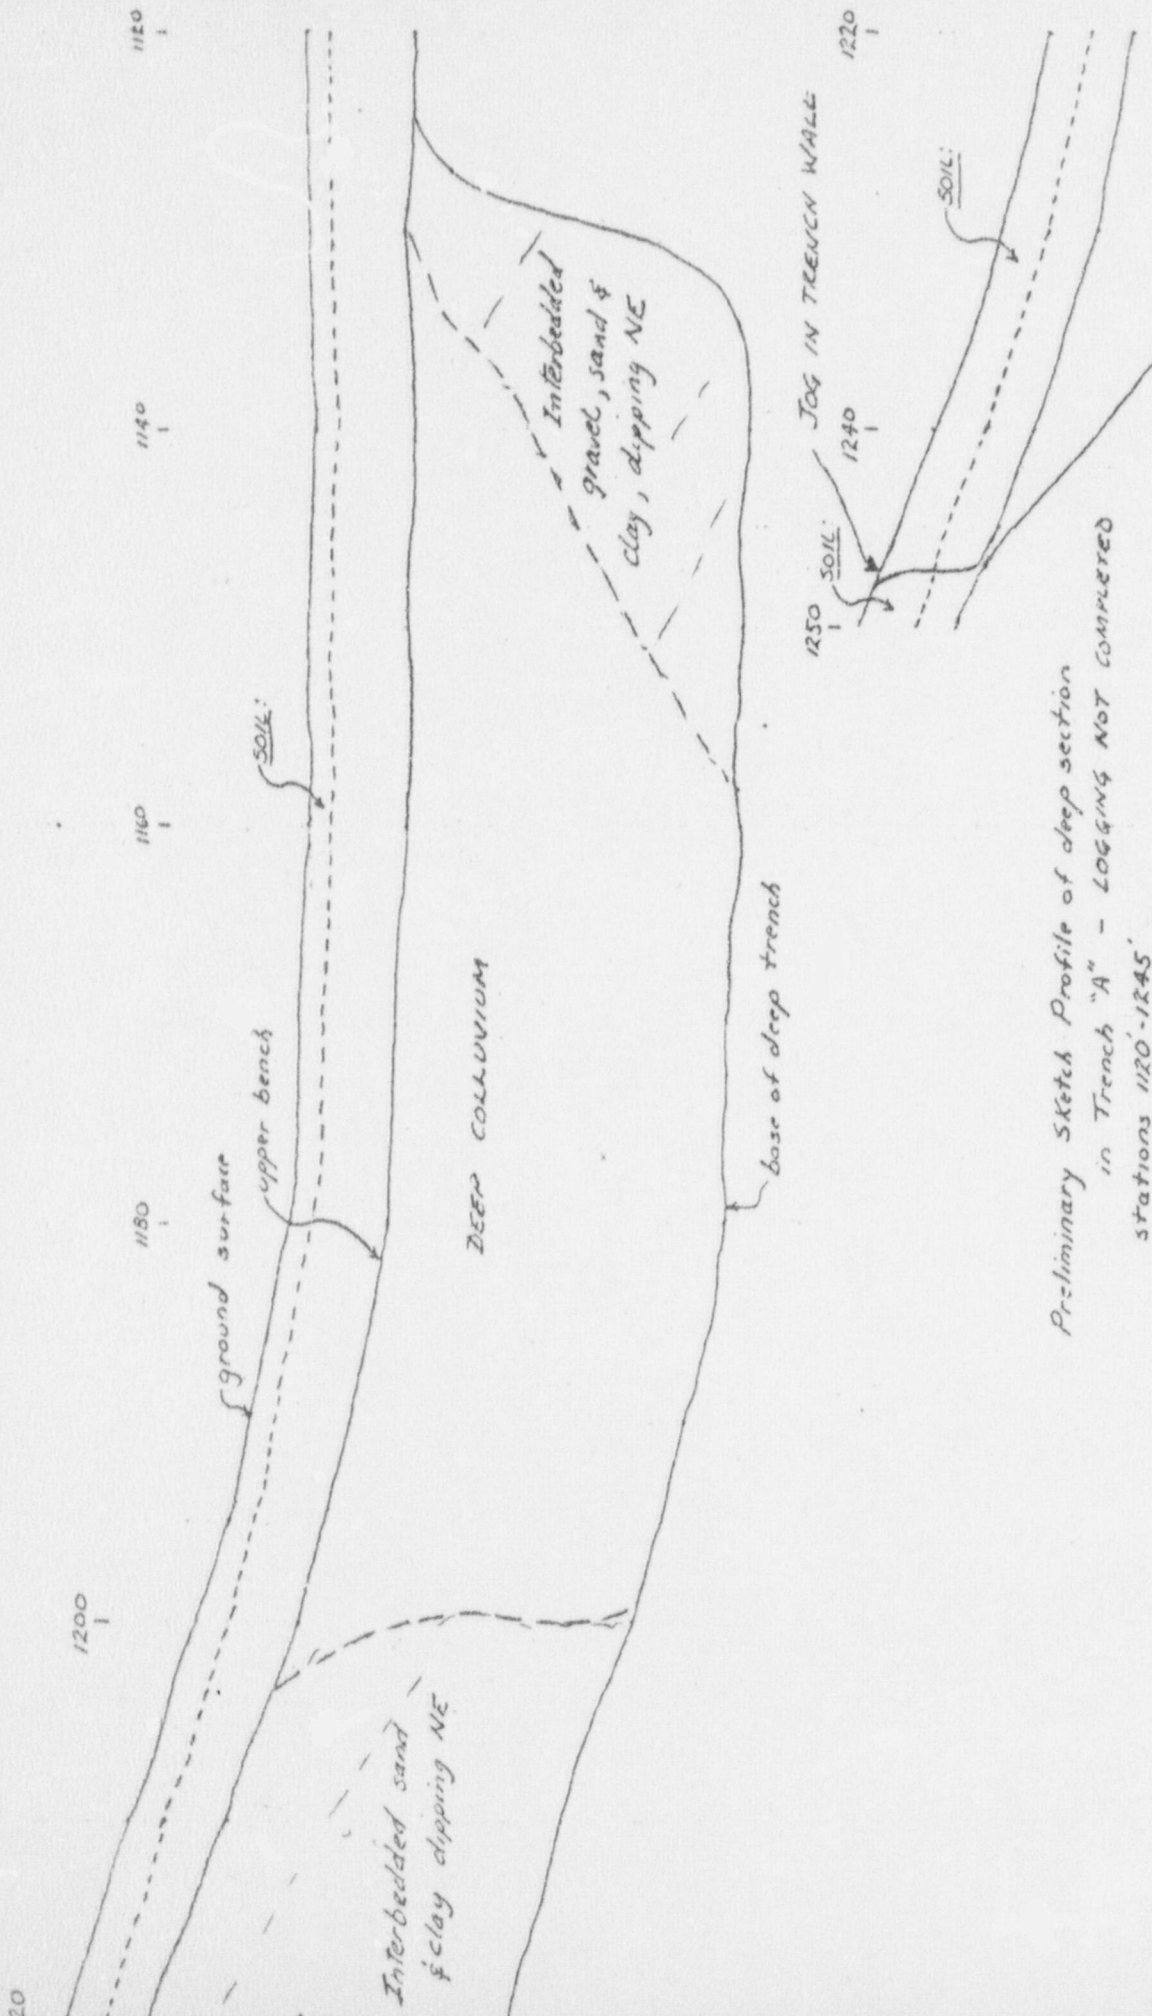 20
1200
1180
1160
1140
1120
ground surface
upper bench
SOIL:
DEEP COLLUVIUM
Interbedded sand
& clay dipping NE
Interbedded
gravel, sand &
clay, dipping NE
base of deep trench
1250
1240
1220
SOIL:
JOG IN TRENCH WALL
SOIL:
Preliminary Sketch Profile of deep section
in Trench "A" - LOGGING NOT COMPLETED
stations 1120'-1245'